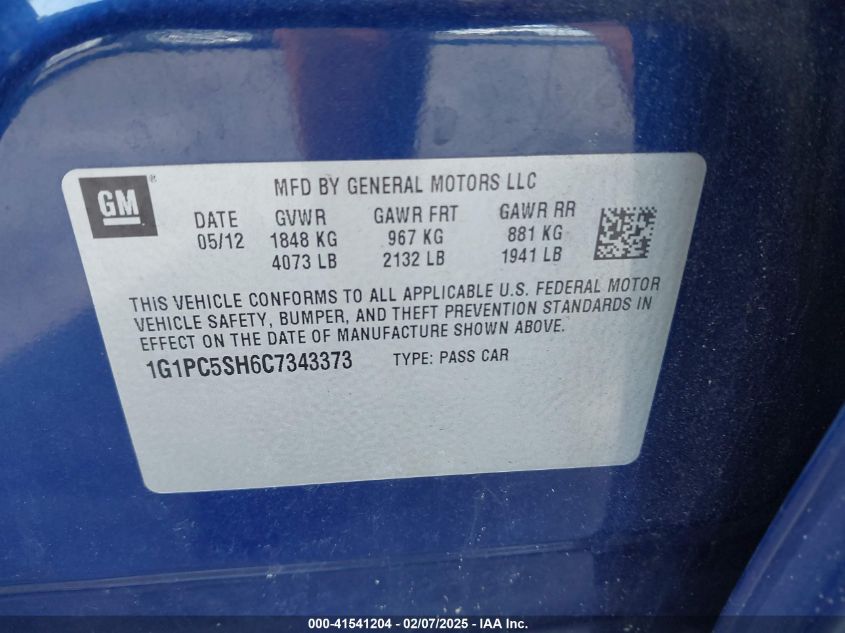 GM ®
MFD BY GENERAL MOTORS LLC
DATE GVWR GAWR FRT GAWR RR
05/12 1848 KG 967 KG 881 KG
4073 LB 2132 LB 1941 LB
THIS VEHICLE CONFORMS TO ALL APPLICABLE U.S. FEDERAL MOTOR
VEHICLE SAFETY, BUMPER, AND THEFT PREVENTION STANDARDS IN
EFFECT ON THE DATE OF MANUFACTURE SHOWN ABOVE.
1G1PC5SH6C7343373 TYPE: PASS CAR
000-41541204 - 02/07/2025 - IAA Inc.